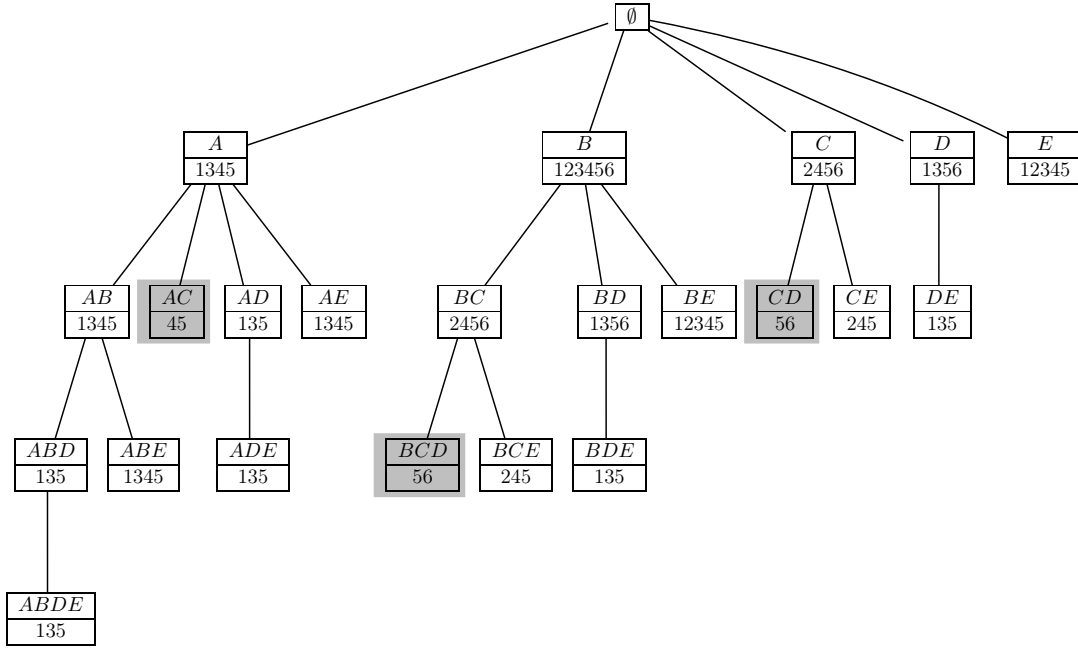 ∅
A B C D E
1345 123456 2456 1356 12345
AB AC AD AE BC BD BE CD CE DE
1345 45 135 1345 2456 1356 12345 56 245 135
ABD ABE ADE BCD BCE BDE
135 1345 135 56 245 135
ABDE
135